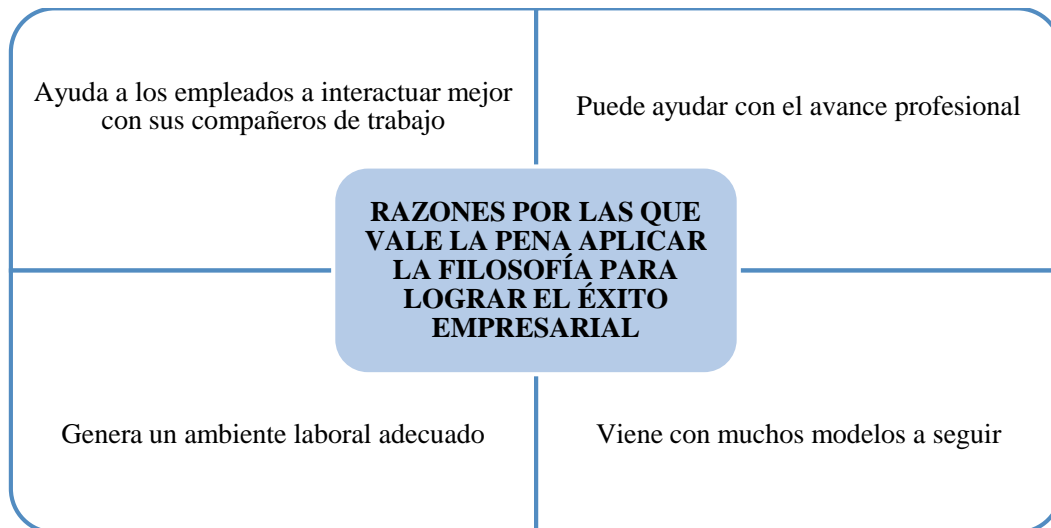 Ayuda a los empleados a interactuar mejor
con sus compañeros de trabajo
Puede ayudar con el avance profesional
RAZONES POR LAS QUE
VALE LA PENA APLICAR
LA FILOSOFÍA PARA
LOGRAR EL ÉXITO
EMPRESARIAL
Genera un ambiente laboral adecuado
Viene con muchos modelos a seguir